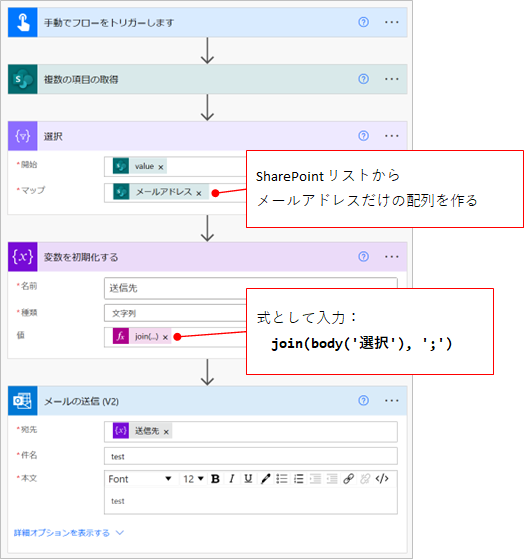 手動でフローをトリガーします
複数の項目の取得
選択
*開始 value ×
*マップ メールアドレス ×
SharePoint リストから
メールアドレスだけの配列を作る
変数を初期化する
*名前 送信先
*種類 文字列
値 fx join(...) ×
式として入力：
join(body('選択'), ';')
メールの送信 (V2)
*宛先 {x} 送信先 ×
*件名 test
*本文 Font 12 B I U </>
test
詳細オプションを表示する